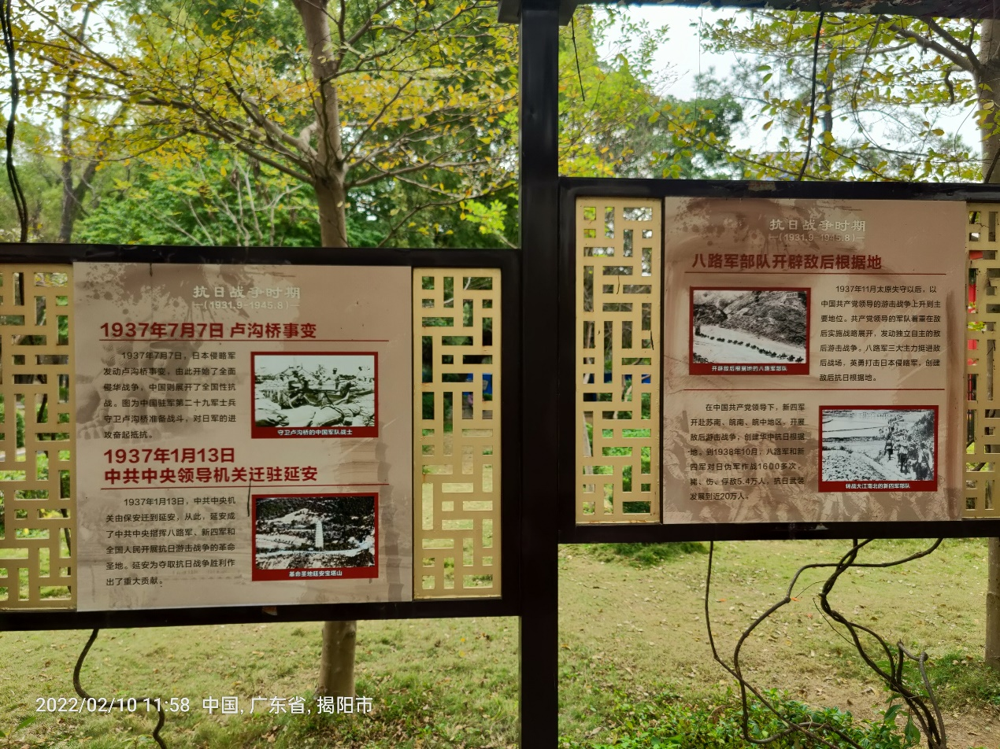 抗日战争时期
(1931.9-1945.8)
1937年7月7日 卢沟桥事变
1937年7月7日，日本侵略军
发动卢沟桥事变，由此开始了全面
侵华战争，中国则展开了全国性抗
战。图为中国驻军第二十九军士兵
守卫卢沟桥准备战斗，对日军的进
攻奋起抵抗。
守卫卢沟桥的中国军队战士
1937年1月13日
中共中央领导机关迁驻延安
1937年1月13日，中共中央机
关由保安迁到延安，从此，延安成
了中共中央指挥八路军、新四军和
全国人民开展抗日游击战争的革命
圣地。延安为夺取抗日战争胜利作
出了重大贡献。
革命圣地延安宝塔山
抗日战争时期
(1931.9-1945.8)
八路军部队开辟敌后根据地
1937年11月太原失守以后，以
中国共产党领导的游击战争上升到主
要地位。共产党领导的军队着重在敌
后实施战略展开，发动独立自主的敌
后游击战争。八路军三大主力挺进敌
后战场，英勇打击日本侵略军，创建
敌后抗日根据地。
开辟敌后根据地的八路军部队
在中国共产党领导下，新四军
开赴苏南、皖南、皖中地区，开展
敌后游击战争，创建华中抗日根据
地。到1938年10月，八路军和新
四军对日伪军作战1600多次，
毙、伤、俘敌5.4万人，抗日武装
发展到近20万人。
转战大江南北的新四军部队
2022/02/10 11:58 中国, 广东省, 揭阳市